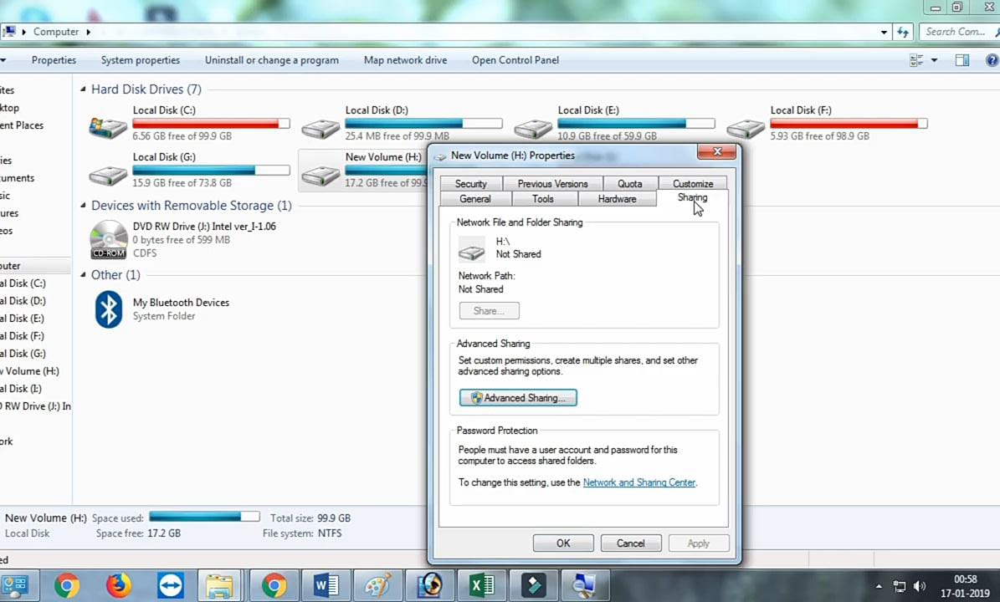 Computer
Search Com...
Properties System properties Uninstall or change a program Map network drive Open Control Panel
ites
ktop
ent Places
ies
uments
sic
ures
eos
puter
al Disk (C:)
al Disk (D:)
al Disk (E:)
al Disk (F:)
al Disk (G:)
w Volume (H:)
al Disk (I:)
D RW Drive (J:) In
ork
Hard Disk Drives (7)
Local Disk (C:)
6.56 GB free of 99.9 GB
Local Disk (D:)
25.4 MB free of 99.9 MB
Local Disk (E:)
10.9 GB free of 59.9 GB
Local Disk (F:)
5.93 GB free of 98.9 GB
Local Disk (G:)
15.9 GB free of 73.8 GB
New Volume (H:)
17.2 GB free of 99.9
Devices with Removable Storage (1)
DVD RW Drive (J:) Intel ver_I-1.06
0 bytes free of 599 MB
CDFS
CD-ROM
Other (1)
My Bluetooth Devices
System Folder
New Volume (H:) Properties
Security Previous Versions Quota Customize
General Tools Hardware Sharing
Network File and Folder Sharing
H:\
Not Shared
Network Path:
Not Shared
Share...
Advanced Sharing
Set custom permissions, create multiple shares, and set other
advanced sharing options.
Advanced Sharing...
Password Protection
People must have a user account and password for this
computer to access shared folders.
To change this setting, use the Network and Sharing Center.
OK Cancel Apply
New Volume (H:) Space used: Total size: 99.9 GB
Local Disk Space free: 17.2 GB File system: NTFS
ed
00:58
17-01-2019